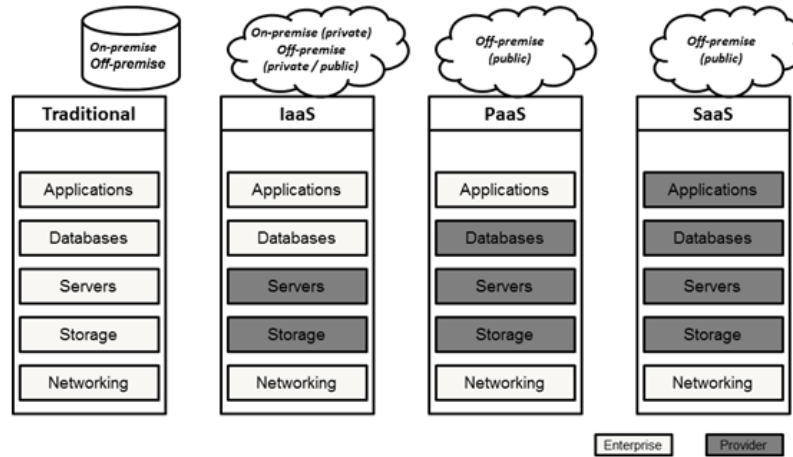 On-premise
Off-premise
On-premise (private)
Off-premise
(private / public)
Off-premise
(public)
Off-premise
(public)
Traditional
IaaS
PaaS
SaaS
Applications
Applications
Applications
Applications
Databases
Databases
Databases
Databases
Servers
Servers
Servers
Servers
Storage
Storage
Storage
Storage
Networking
Networking
Networking
Networking
Enterprise
Provider